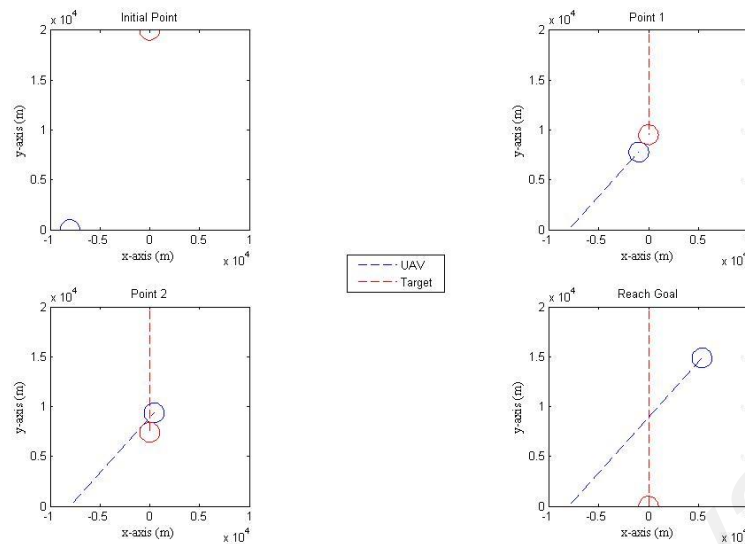 Initial Point
x 10^4
2
1.5
1
0.5
0
y-axis (m)
-1 -0.5 0 0.5 1
x-axis (m)
x 10^4
Point 1
x 10^4
2
1.5
1
0.5
0
y-axis (m)
-1 -0.5 0 0.5 1
x-axis (m)
x 10^4
UAV
Target
Point 2
x 10^4
2
1.5
1
0.5
0
y-axis (m)
-1 -0.5 0 0.5 1
x-axis (m)
x 10^4
Reach Goal
x 10^4
2
1.5
1
0.5
0
y-axis (m)
-1 -0.5 0 0.5
x-axis (m)